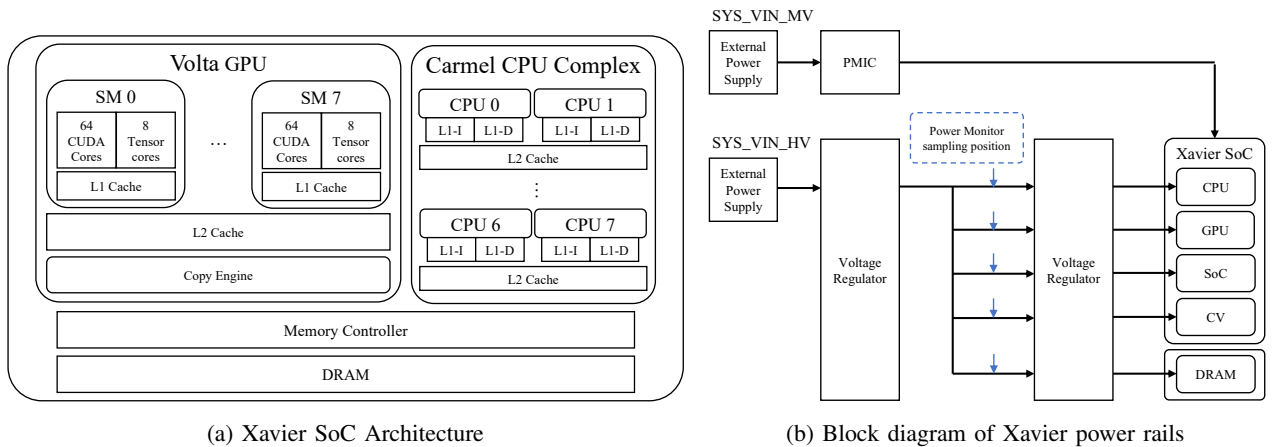 Volta GPU
SM 0
64
CUDA
Cores
8
Tensor
cores
L1 Cache
...
SM 7
64
CUDA
Cores
8
Tensor
cores
L1 Cache
L2 Cache
Copy Engine
Carmel CPU Complex
CPU 0
L1-I L1-D
CPU 1
L1-I L1-D
L2 Cache
⋮
CPU 6
L1-I L1-D
CPU 7
L1-I L1-D
L2 Cache
Memory Controller
DRAM
(a) Xavier SoC Architecture
SYS_VIN_MV
External
Power
Supply
PMIC
SYS_VIN_HV
External
Power
Supply
Voltage
Regulator
Power Monitor
sampling position
Voltage
Regulator
Xavier SoC
CPU
GPU
SoC
CV
DRAM
(b) Block diagram of Xavier power rails